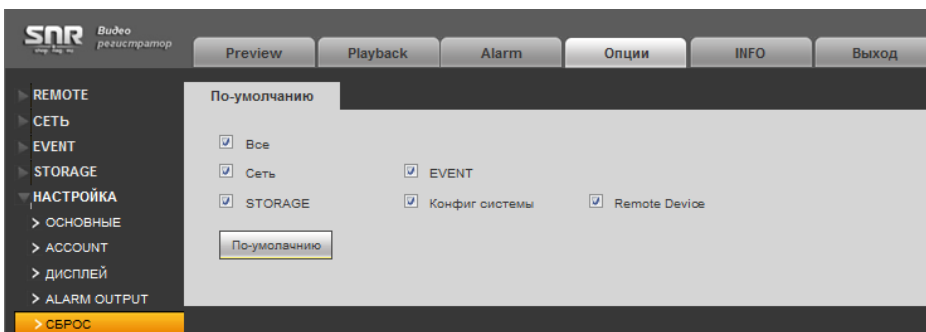 SNR Видео
регистратор
Preview Playback Alarm Опции INFO Выход
REMOTE
СЕТЬ
EVENT
STORAGE
НАСТРОЙКА
> ОСНОВНЫЕ
> ACCOUNT
> ДИСПЛЕЙ
> ALARM OUTPUT
> СБРОС
По-умолчанию
Все
Сеть EVENT
STORAGE Конфиг системы Remote Device
По-умолачнию